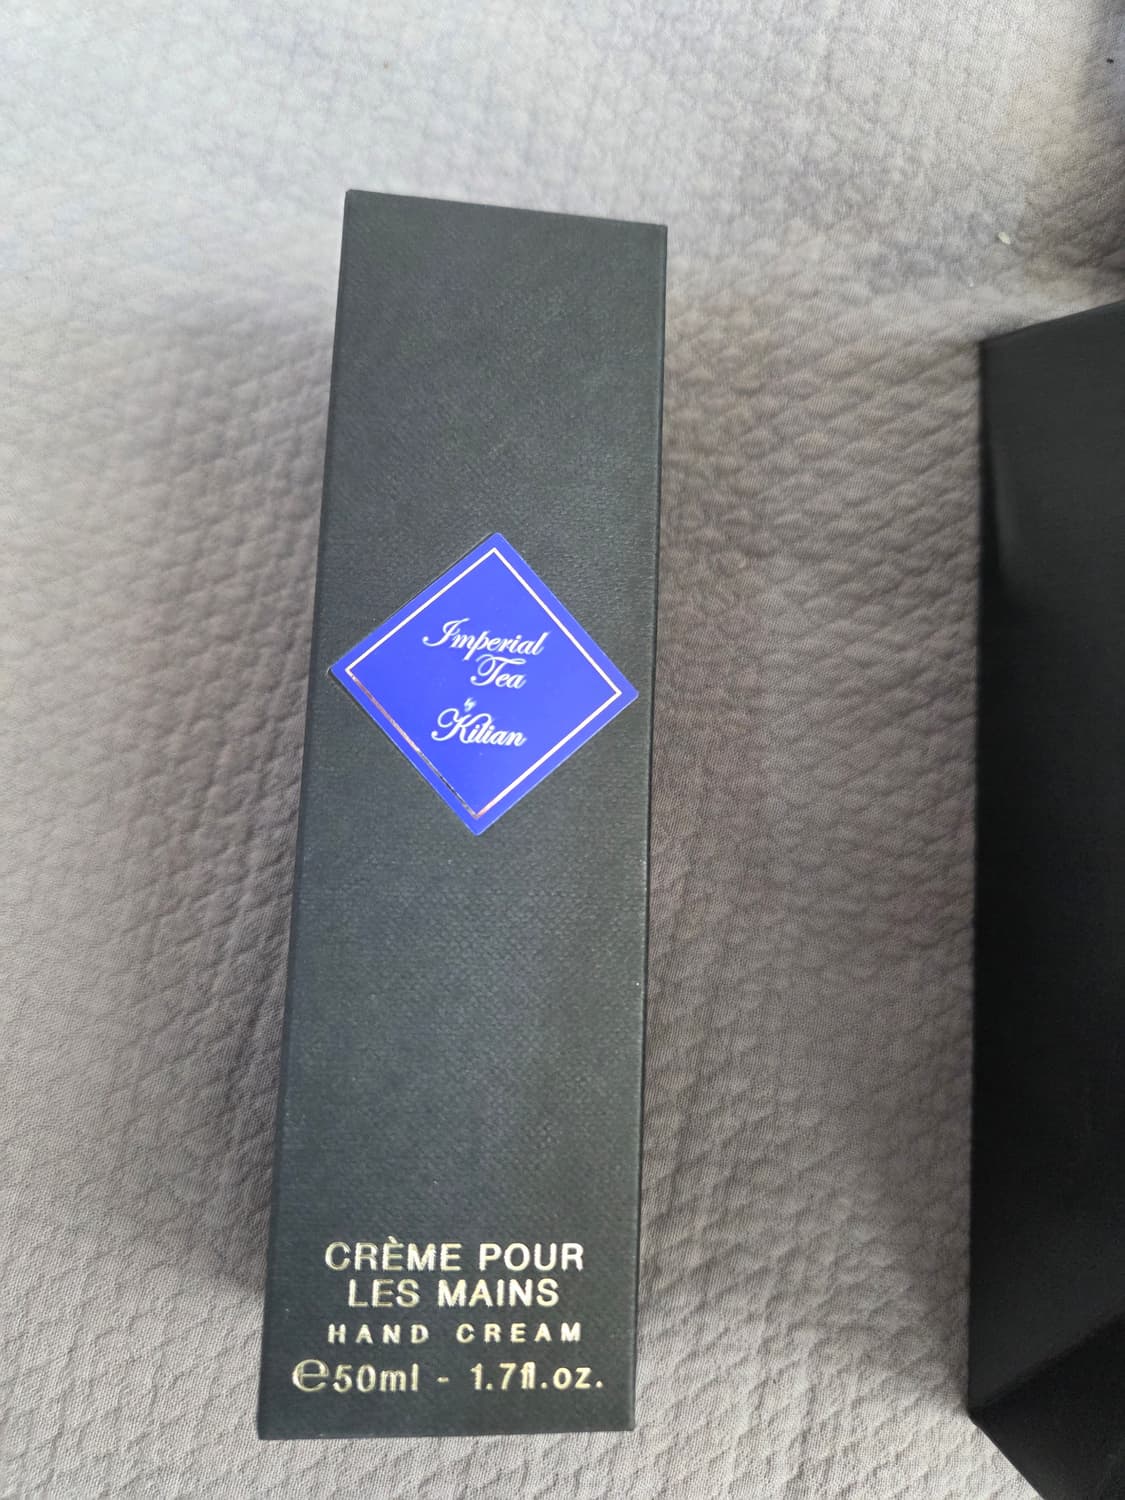 Imperial
Tea
by
Kilian
CRÈME POUR
LES MAINS
HAND CREAM
℮50ml - 1.7fl.oz.